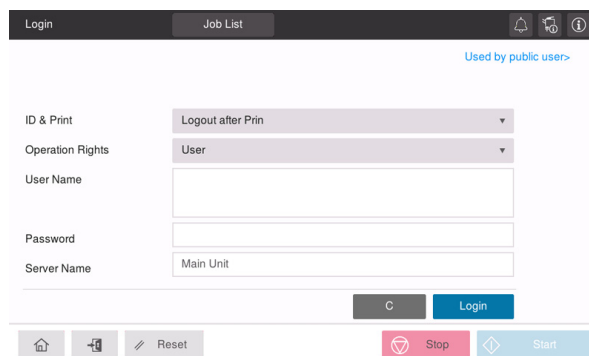 Login Job List
Used by public user>
ID & Print Logout after Prin
Operation Rights User
User Name
Password
Server Name Main Unit
C Login
Reset Stop Start